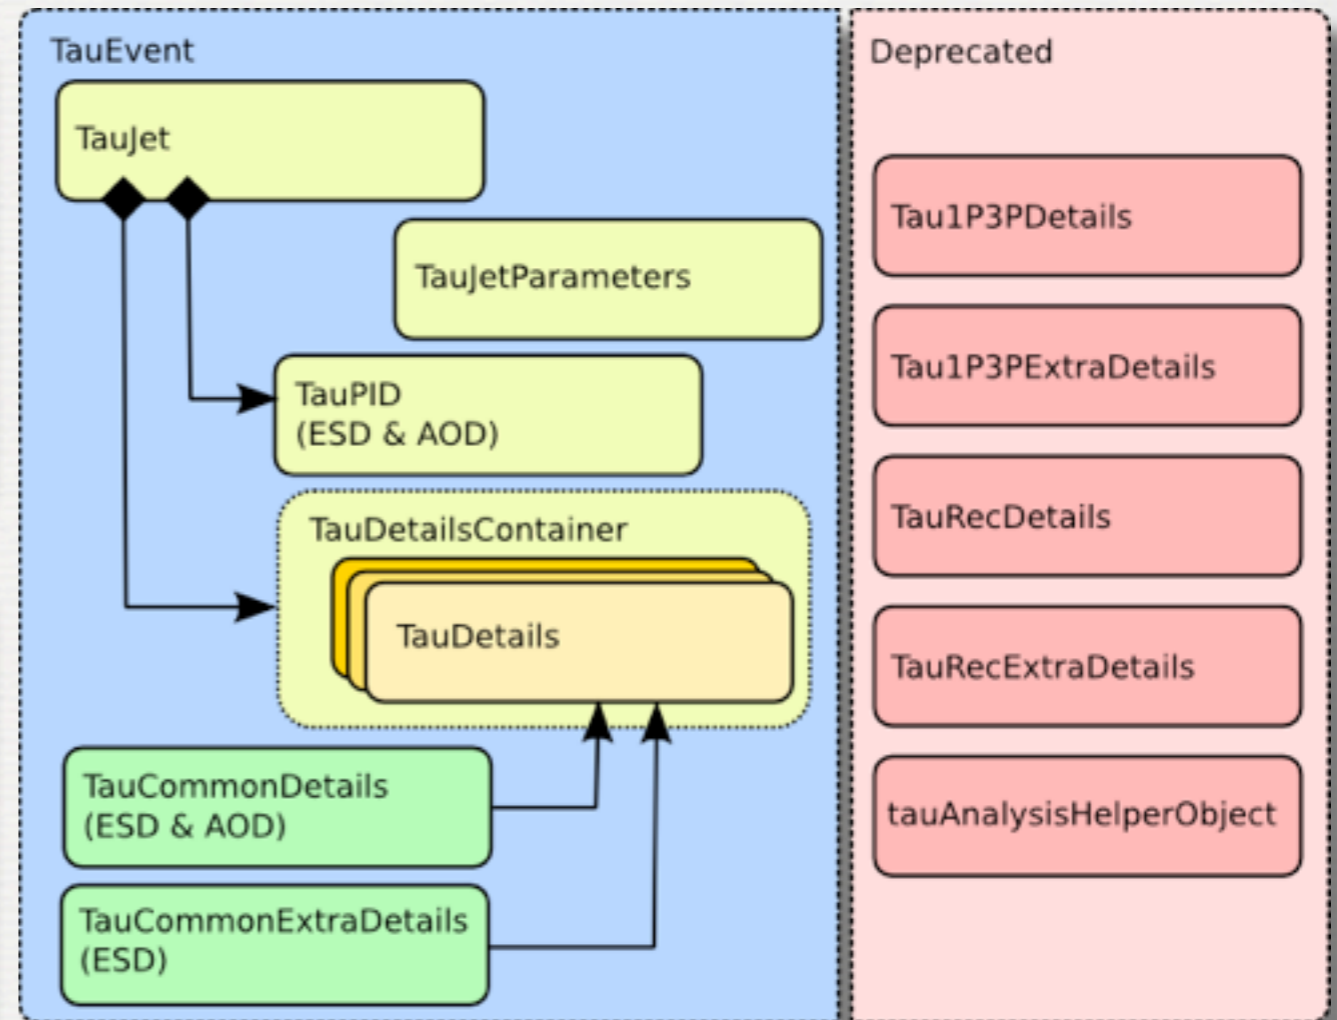 TauEvent
TauJet
TauJetParameters
TauPID
(ESD & AOD)
TauDetailsContainer
TauDetails
TauCommonDetails
(ESD & AOD)
TauCommonExtraDetails
(ESD)
Deprecated
Tau1P3PDetails
Tau1P3PExtraDetails
TauRecDetails
TauRecExtraDetails
tauAnalysisHelperObject